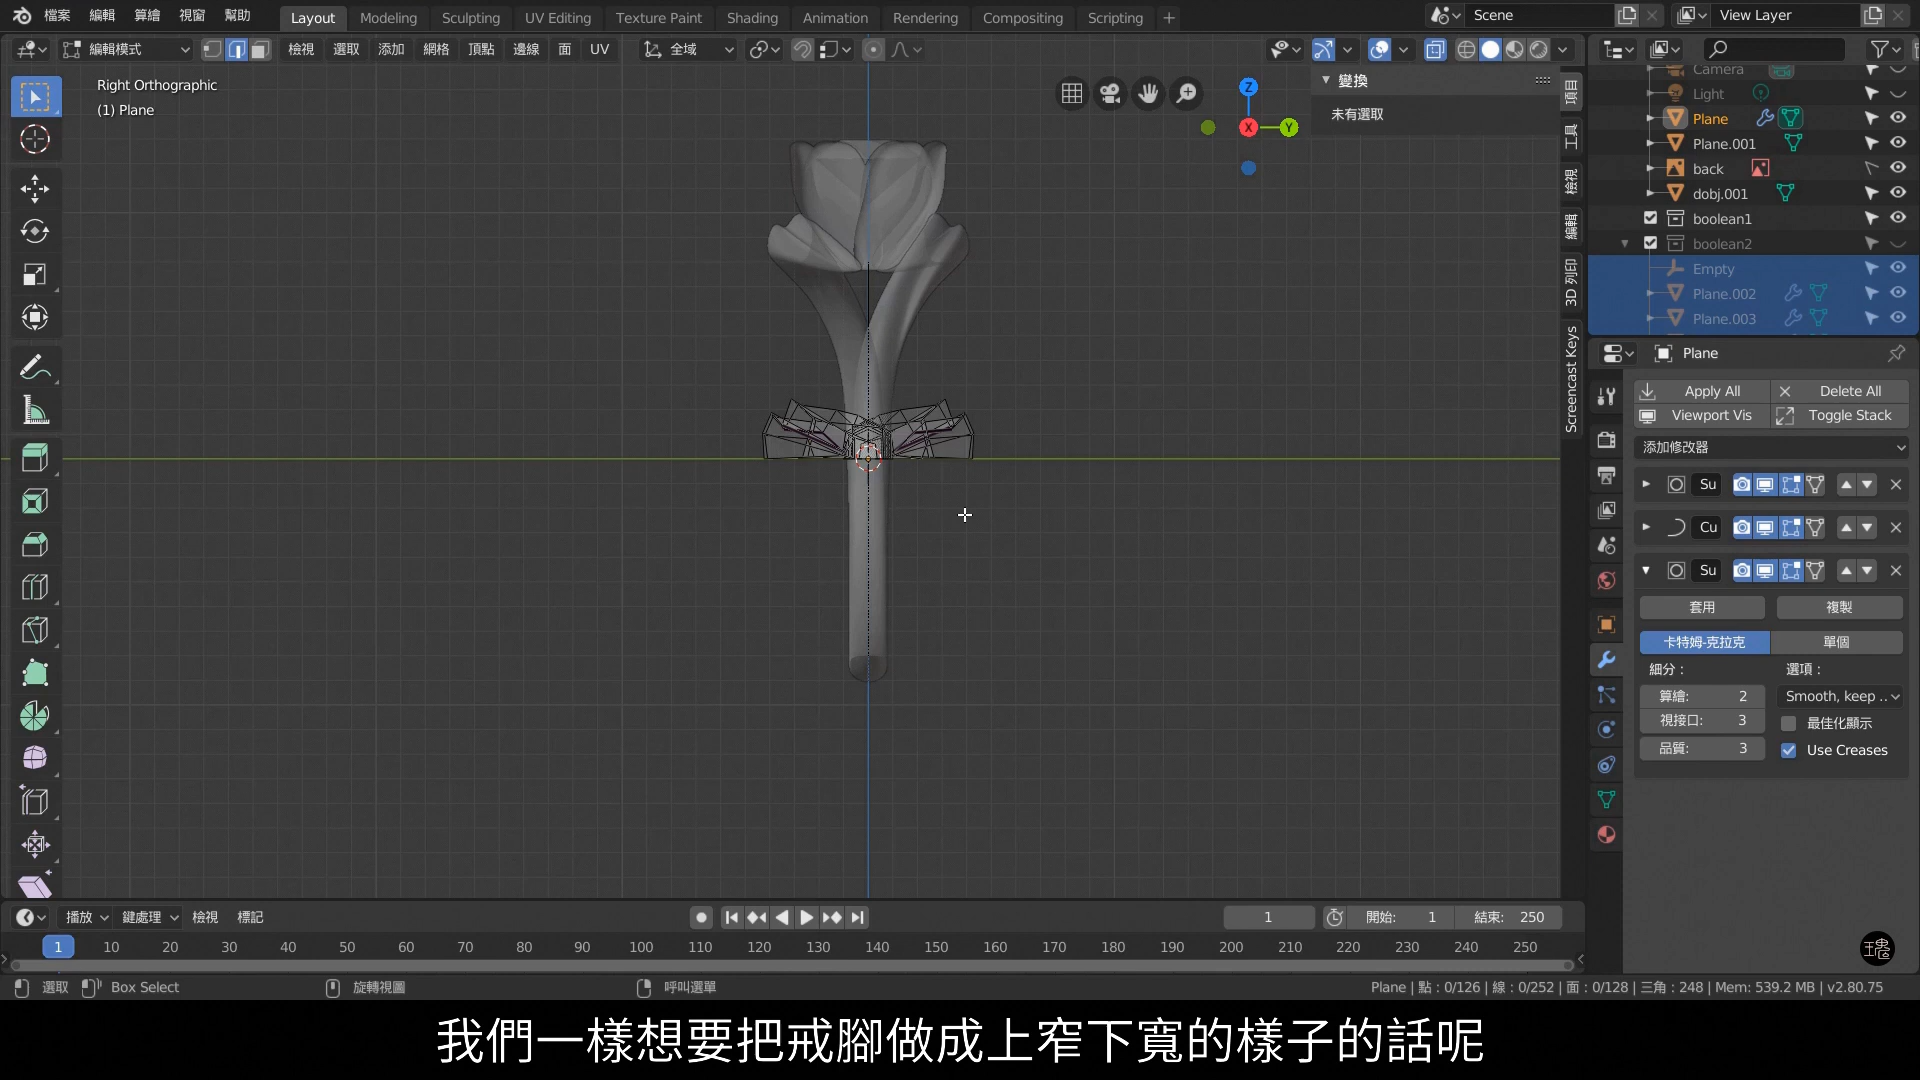 檔案 編輯 算繪 視窗 幫助 Layout Modeling Sculpting UV Editing Texture Paint Shading Animation Rendering Compositing Scripting + Scene View Layer
編輯模式 檢視 選取 添加 網格 頂點 邊線 面 UV 全域
Right Orthographic
(1) Plane
Z
X
Y
變換
未有選取
項目
工具
檢視
編輯
3D 列印
Screencast Keys
Camera
Light
Plane
Plane.001
back
dobj.001
boolean1
boolean2
Empty
Plane.002
Plane.003
Plane
Apply All Delete All
Viewport Vis Toggle Stack
添加修改器
Su
Cu
Su
套用 複製
卡特姆-克拉克 單個
細分： 選項：
算繪: 2 Smooth, keep ..
視接口: 3 最佳化顯示
品質: 3 Use Creases
播放 鍵處理 檢視 標記 1 開始: 1 結束: 250
1 10 20 30 40 50 60 70 80 90 100 110 120 130 140 150 160 170 180 190 200 210 220 230 240 250
選取 Box Select 旋轉視圖 呼叫選單 Plane | 點：0/126 | 線：0/252 | 面：0/128 | 三角：248 | Mem: 539.2 MB | v2.80.75
我們一樣想要把戒腳做成上窄下寬的樣子的話呢